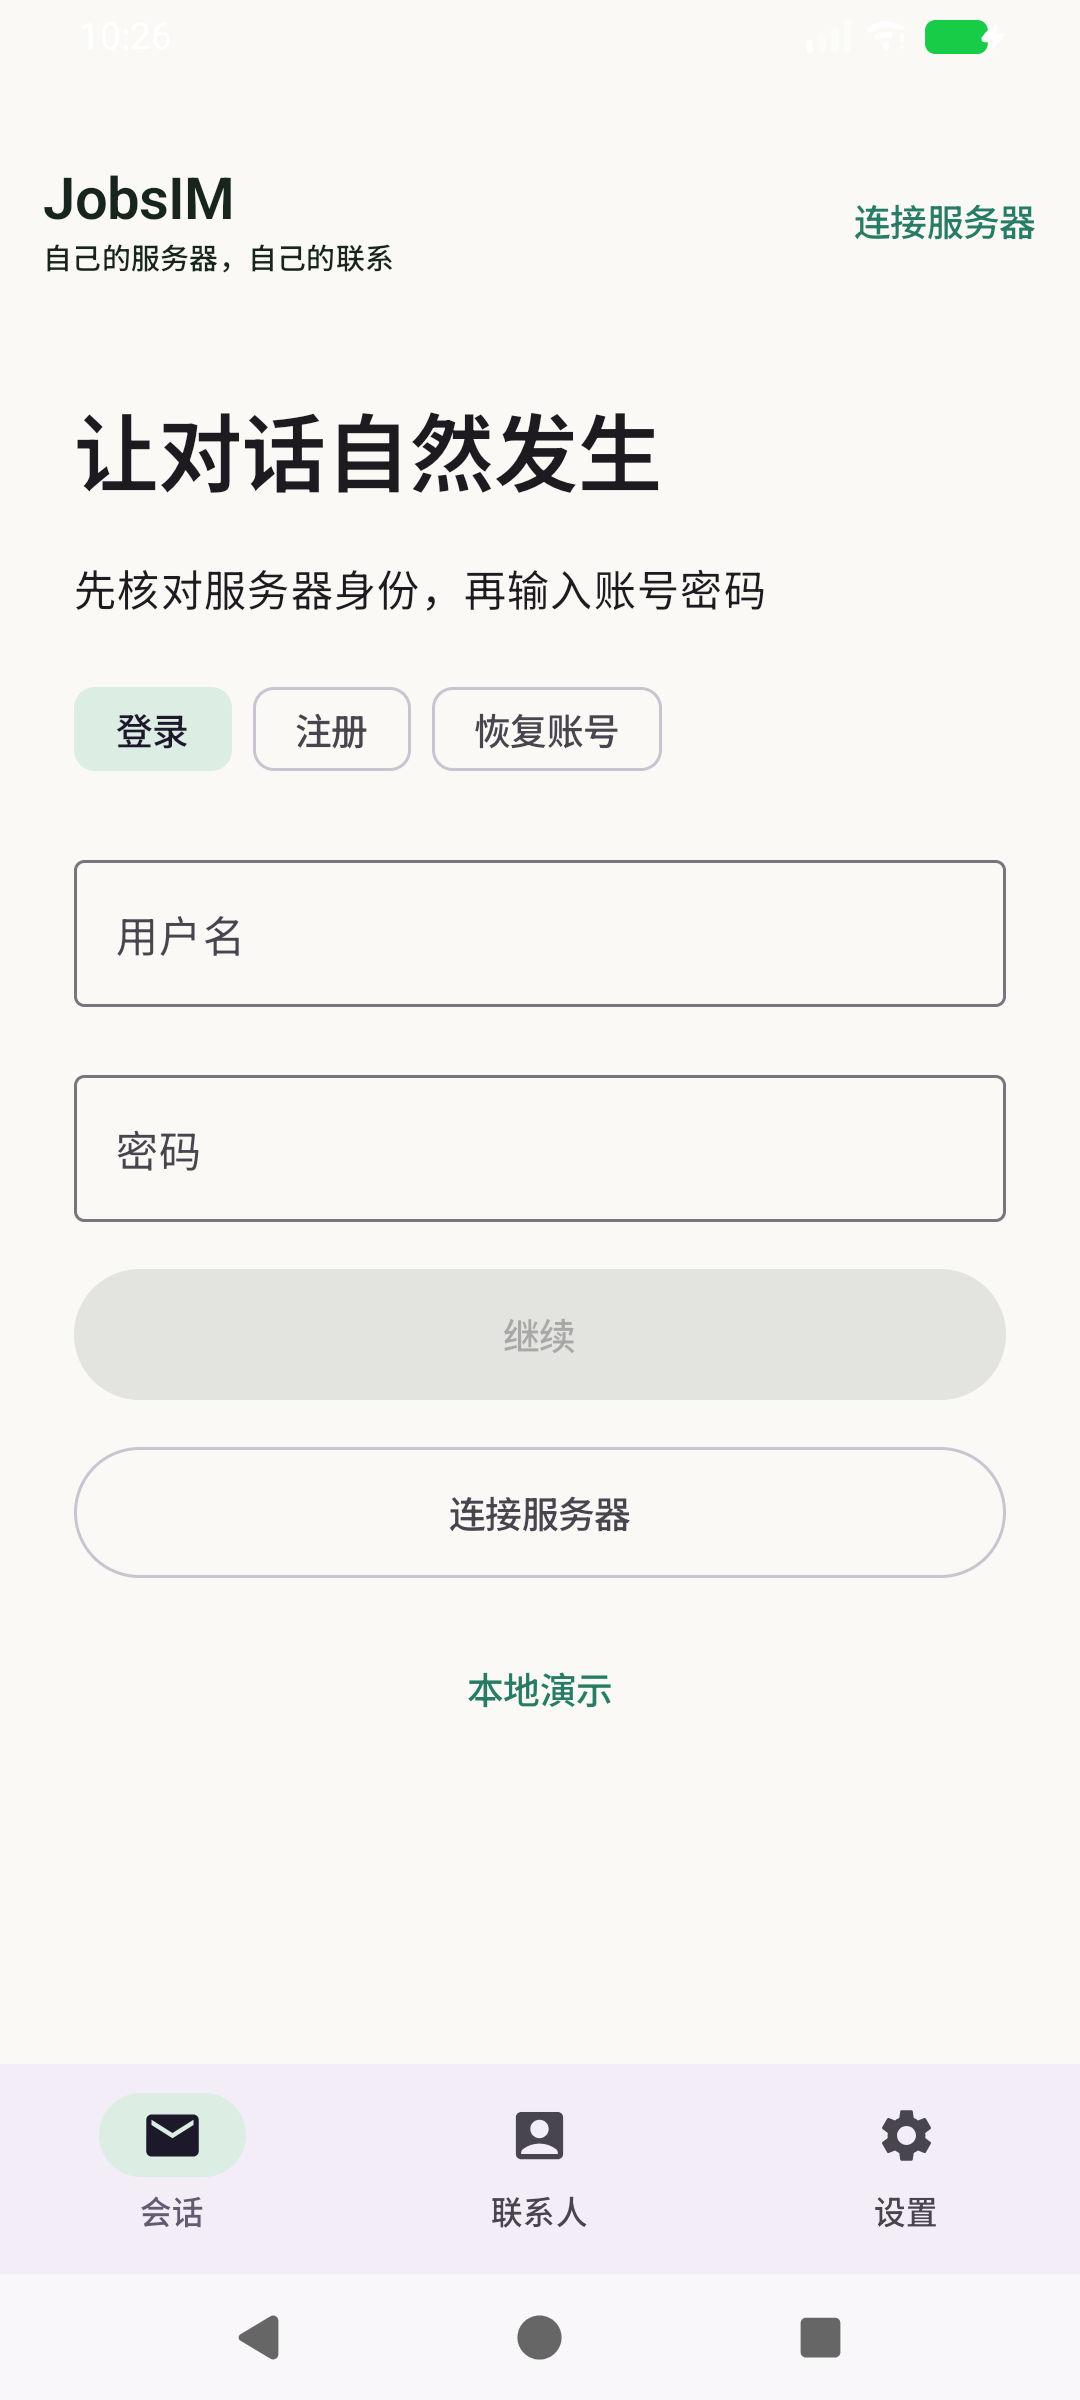 10:26
JobsIM
连接服务器
自己的服务器，自己的联系
让对话自然发生
先核对服务器身份，再输入账号密码
登录
注册
恢复账号
用户名
密码
继续
连接服务器
本地演示
会话
联系人
设置